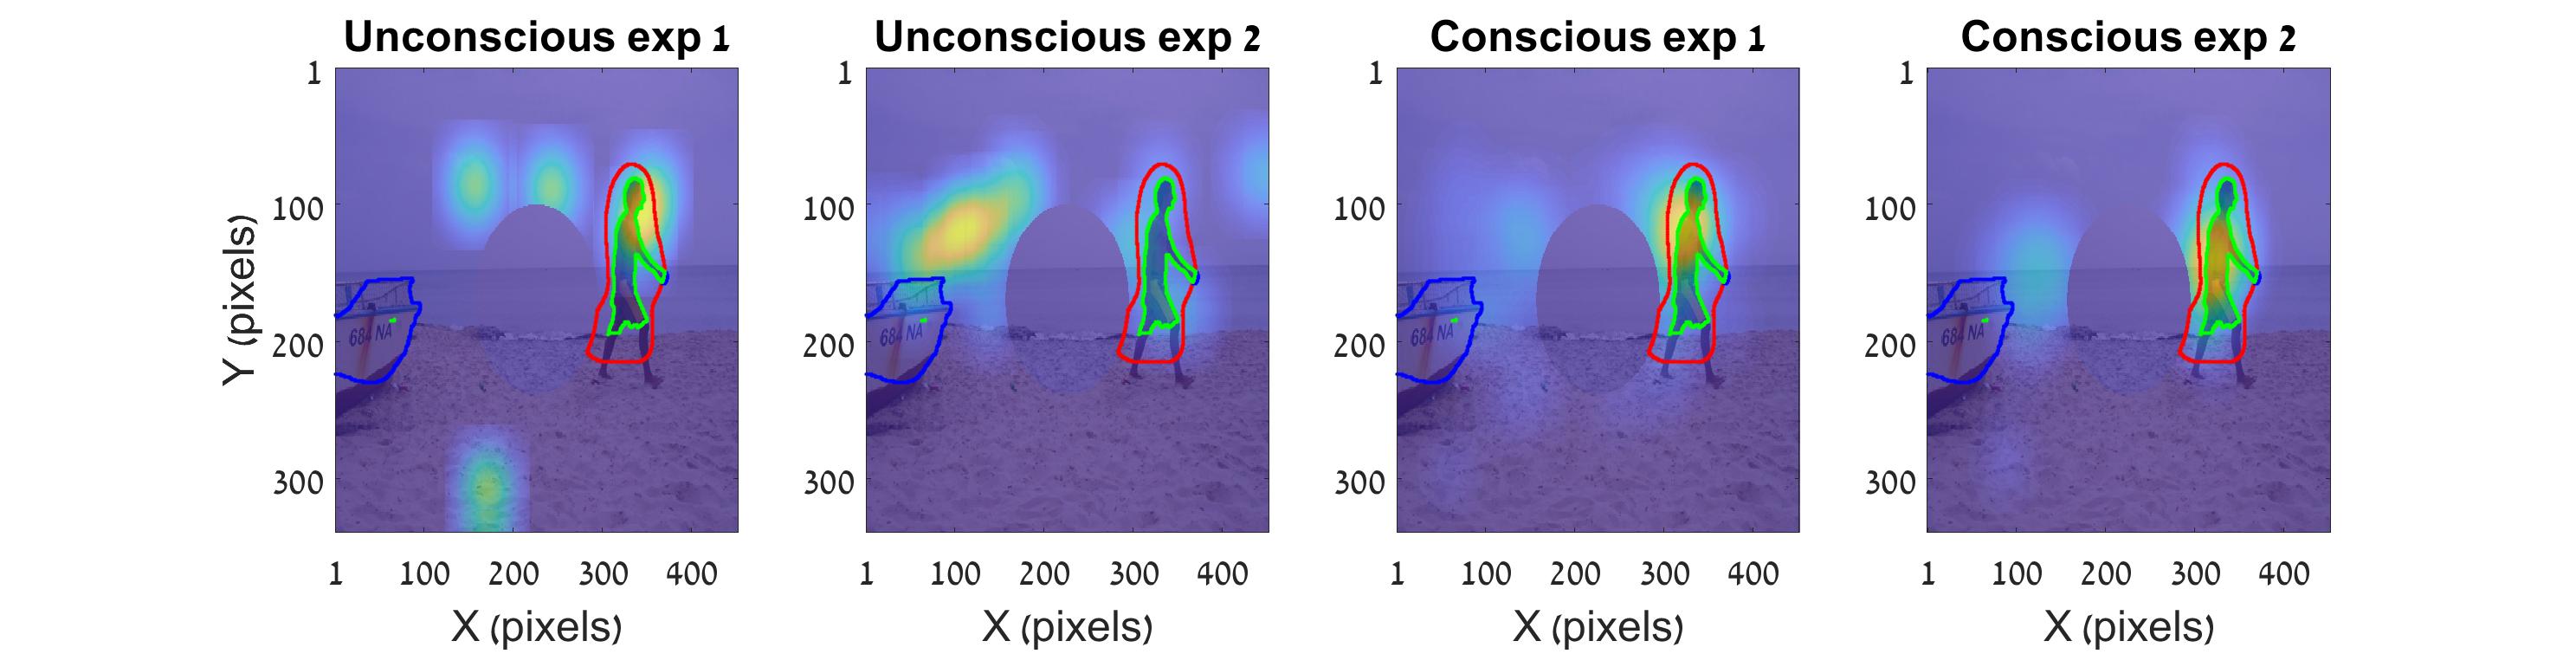 Unconscious exp 1
Unconscious exp 2
Conscious exp 1
Conscious exp 2
Y (pixels)
1
100
200
300
1
100
200
300
1
100
200
300
1
100
200
300
684 NA
684 NA
684 NA
684 NA
1 100 200 300 400
1 100 200 300 400
1 100 200 300 400
1 100 200 300 400
X (pixels)
X (pixels)
X (pixels)
X (pixels)